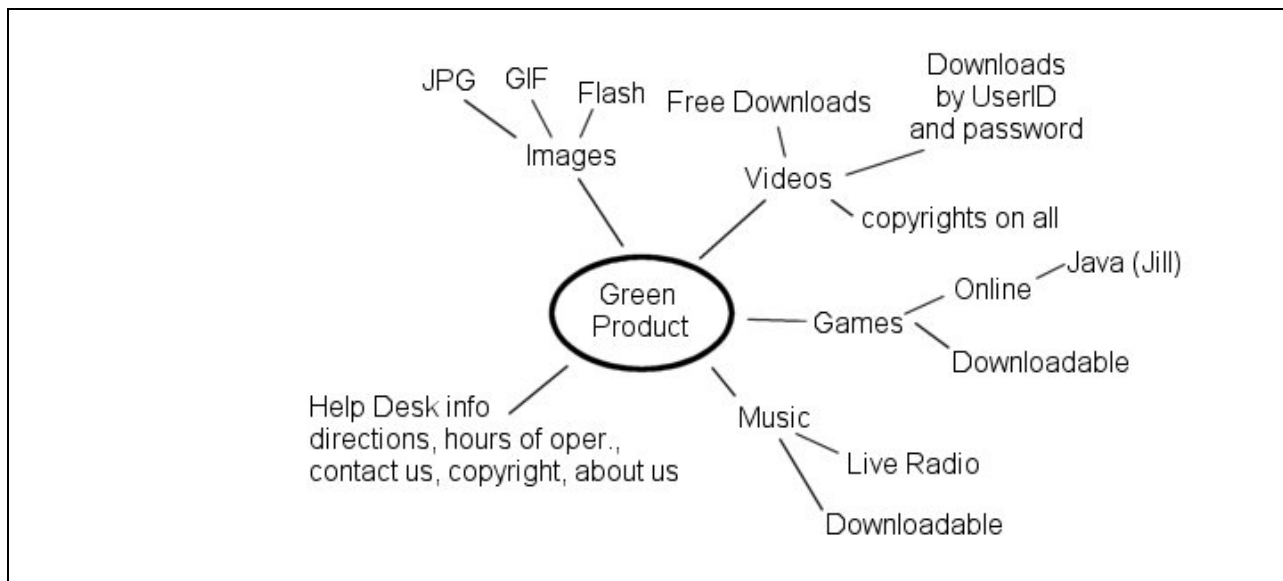 JPG
GIF
Flash
Images
Free Downloads
Downloads
by UserID
and password
Videos
copyrights on all
Green
Product
Games
Online
Java (Jill)
Downloadable
Music
Live Radio
Downloadable
Help Desk info
directions, hours of oper.,
contact us, copyright, about us